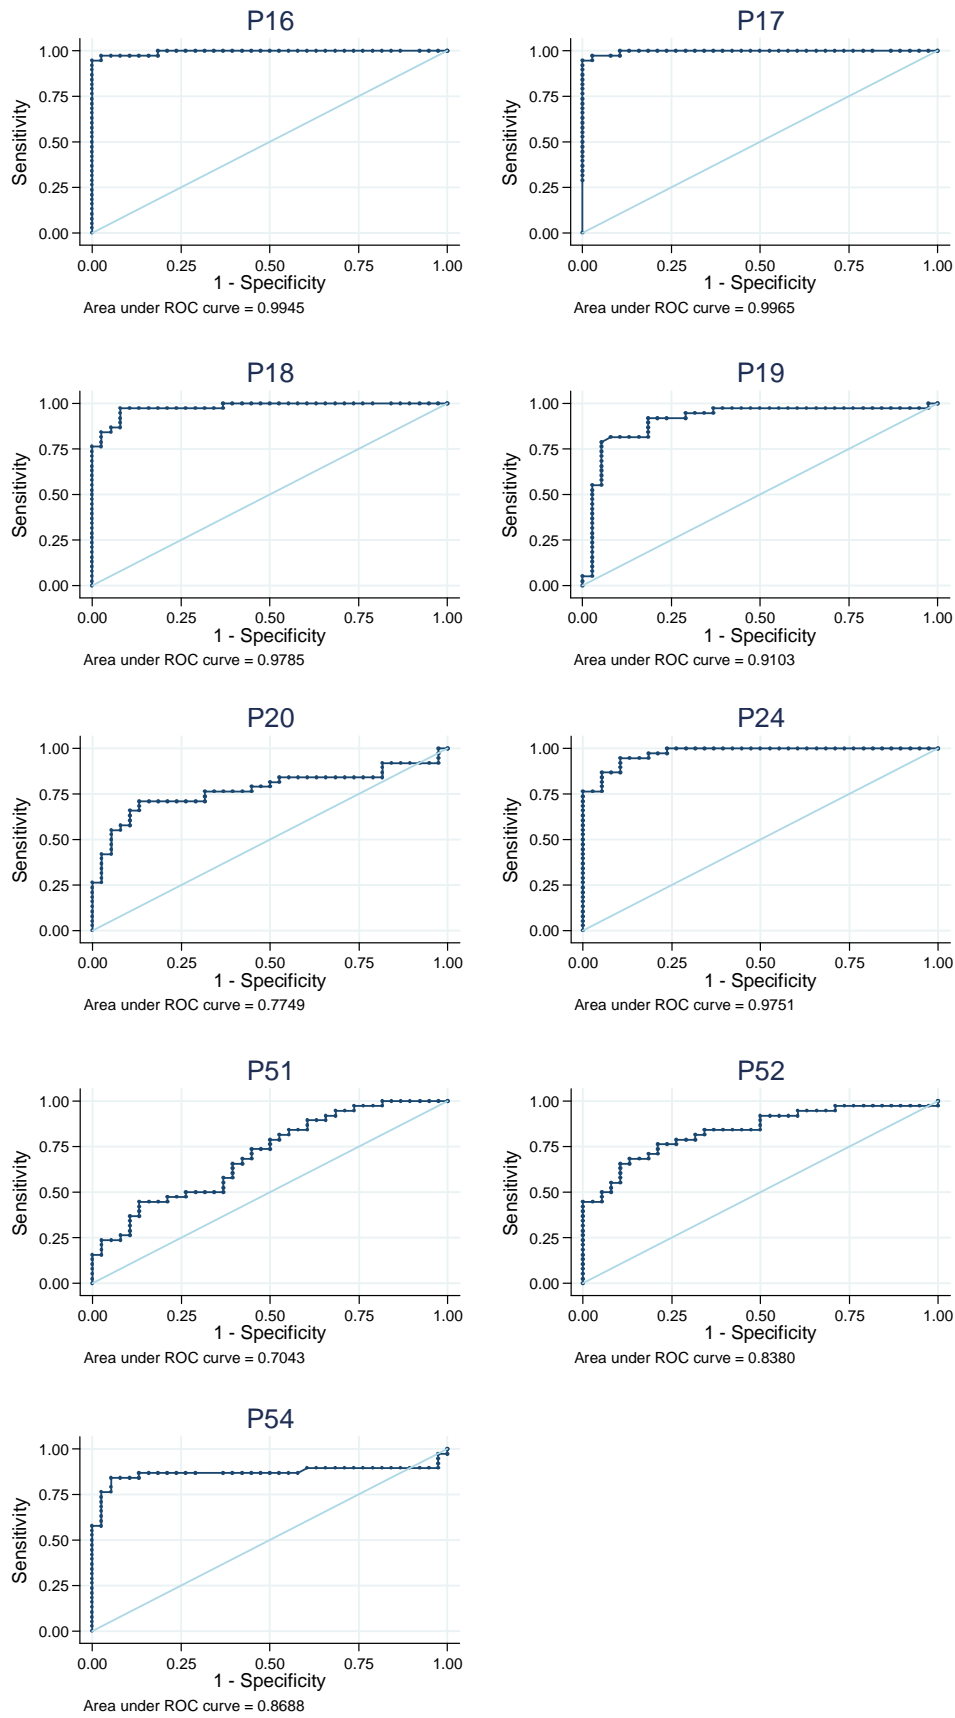 P16
1.00
0.75
0.50
0.25
0.00
Sensitivity
0.00 0.25 0.50 0.75 1.00
1 - Specificity
Area under ROC curve = 0.9945
P17
1.00
0.75
0.50
0.25
0.00
Sensitivity
0.00 0.25 0.50 0.75 1.00
1 - Specificity
Area under ROC curve = 0.9965
P18
1.00
0.75
0.50
0.25
0.00
Sensitivity
0.00 0.25 0.50 0.75 1.00
1 - Specificity
Area under ROC curve = 0.9785
P19
1.00
0.75
0.50
0.25
0.00
Sensitivity
0.00 0.25 0.50 0.75 1.00
1 - Specificity
Area under ROC curve = 0.9103
P20
1.00
0.75
0.50
0.25
0.00
Sensitivity
0.00 0.25 0.50 0.75 1.00
1 - Specificity
Area under ROC curve = 0.7749
P24
1.00
0.75
0.50
0.25
0.00
Sensitivity
0.00 0.25 0.50 0.75 1.00
1 - Specificity
Area under ROC curve = 0.9751
P51
1.00
0.75
0.50
0.25
0.00
Sensitivity
0.00 0.25 0.50 0.75 1.00
1 - Specificity
Area under ROC curve = 0.7043
P52
1.00
0.75
0.50
0.25
0.00
Sensitivity
0.00 0.25 0.50 0.75 1.00
1 - Specificity
Area under ROC curve = 0.8380
P54
1.00
0.75
0.50
0.25
0.00
Sensitivity
0.00 0.25 0.50 0.75 1.00
1 - Specificity
Area under ROC curve = 0.8688